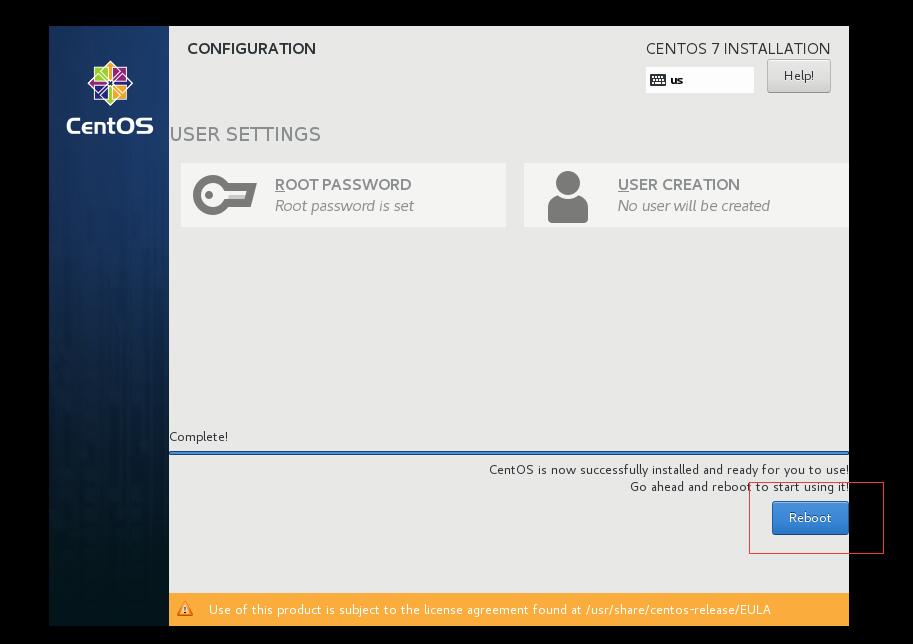 CONFIGURATION
CENTOS 7 INSTALLATION
us
Help!
CentOS
USER SETTINGS
ROOT PASSWORD
Root password is set
USER CREATION
No user will be created
Complete!
CentOS is now successfully installed and ready for you to use!
Go ahead and reboot to start using it!
Reboot
Use of this product is subject to the license agreement found at /usr/share/centos-release/EULA